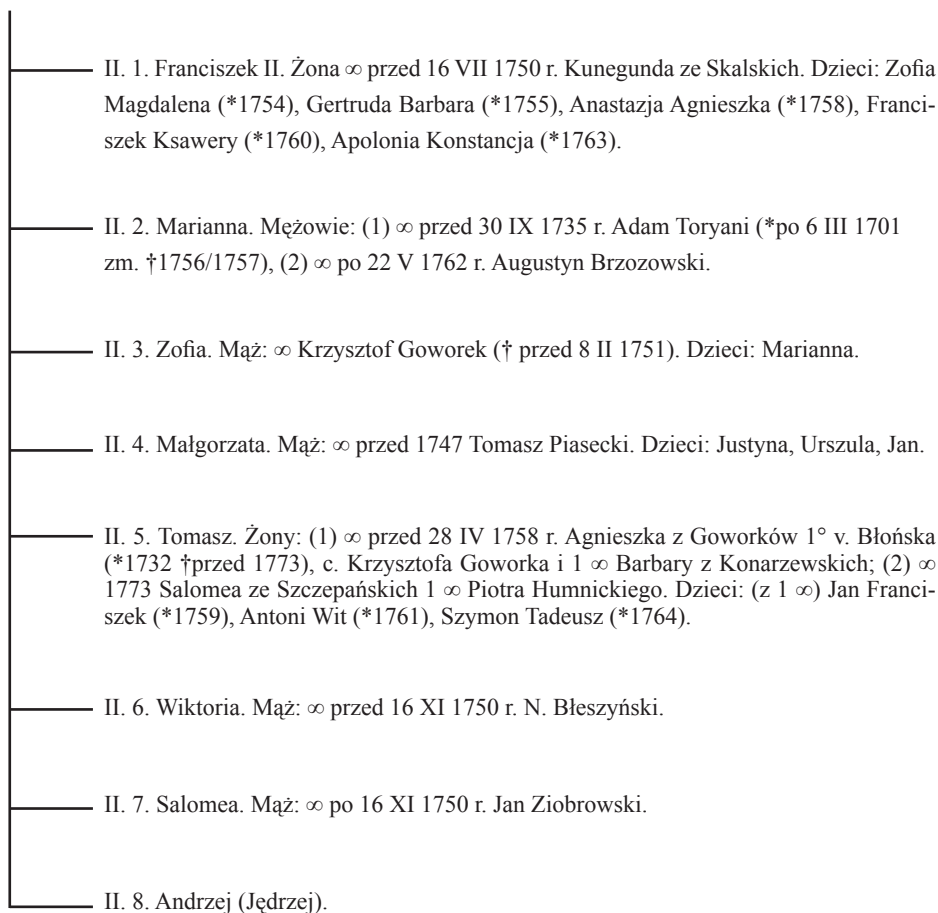 II. 1. Franciszek II. Żona ∞ przed 16 VII 1750 r. Kunegunda ze Skalskich. Dzieci: Zofia
Magdalena (*1754), Gertruda Barbara (*1755), Anastazja Agnieszka (*1758), Franci-
szek Ksawery (*1760), Apolonia Konstancja (*1763).
II. 2. Marianna. Mężowie: (1) ∞ przed 30 IX 1735 r. Adam Toryani (*po 6 III 1701
zm. †1756/1757), (2) ∞ po 22 V 1762 r. Augustyn Brzozowski.
II. 3. Zofia. Mąż: ∞ Krzysztof Goworek († przed 8 II 1751). Dzieci: Marianna.
II. 4. Małgorzata. Mąż: ∞ przed 1747 Tomasz Piasecki. Dzieci: Justyna, Urszula, Jan.
II. 5. Tomasz. Żony: (1) ∞ przed 28 IV 1758 r. Agnieszka z Goworków 1° v. Błońska
(*1732 †przed 1773), c. Krzysztofa Goworka i 1 ∞ Barbary z Konarzewskich; (2) ∞
1773 Salomea ze Szczepańskich 1 ∞ Piotra Humnickiego. Dzieci: (z 1 ∞) Jan Franci-
szek (*1759), Antoni Wit (*1761), Szymon Tadeusz (*1764).
II. 6. Wiktoria. Mąż: ∞ przed 16 XI 1750 r. N. Błeszyński.
II. 7. Salomea. Mąż: ∞ po 16 XI 1750 r. Jan Ziobrowski.
II. 8. Andrzej (Jędrzej).